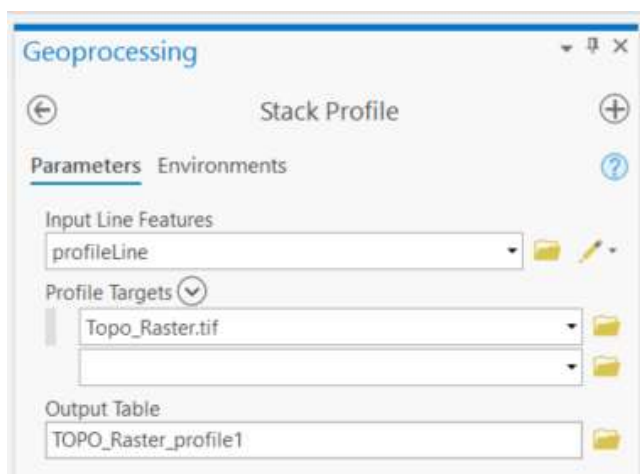 Geoprocessing
Stack Profile
Parameters Environments
Input Line Features
profileLine
Profile Targets
Topo_Raster.tif
Output Table
TOPO_Raster_profile1